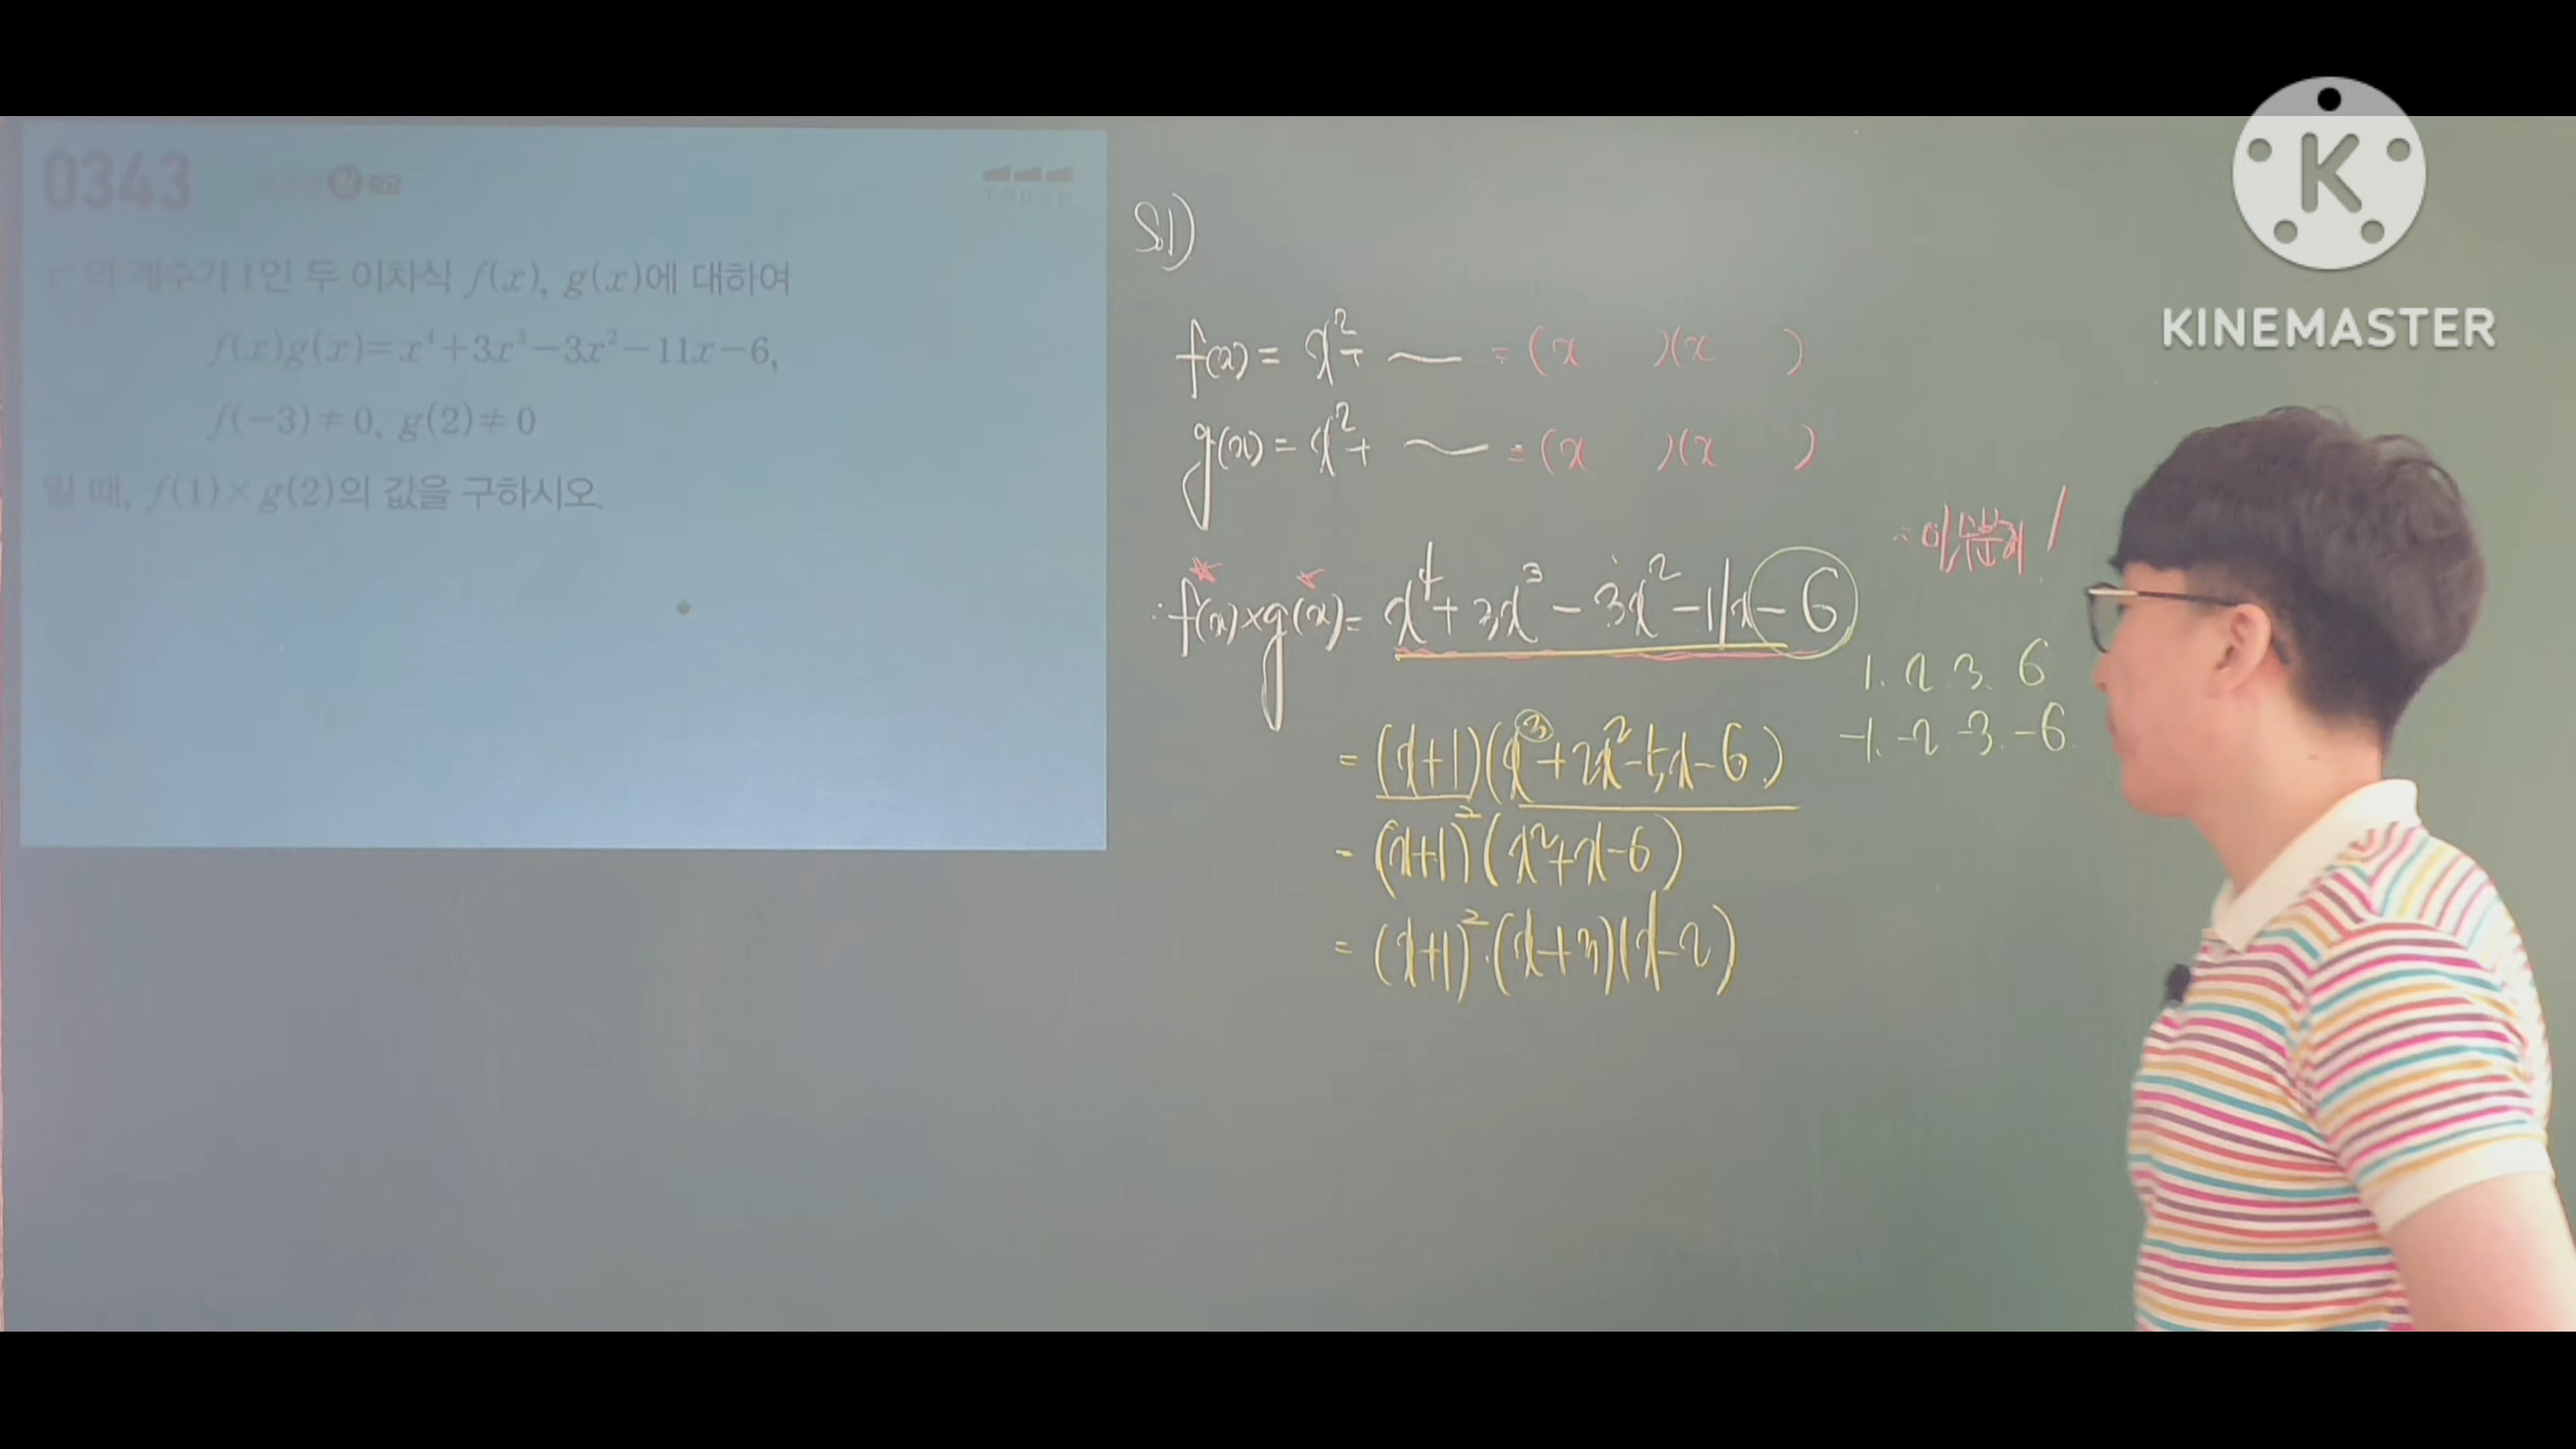 0343
중요
x²의 계수가 1인 두 이차식 f(x), g(x)에 대하여
f(x)g(x)=x⁴+3x³−3x²−11x−6,
f(−3)≠0, g(2)≠0
일 때, f(1)×g(2)의 값을 구하시오.
Sol)
f(x) = x²+ ~ = (x )(x )
g(x) = x²+ ~ = (x )(x )
∴ 인수분해!
∴ f(x)×g(x) = x⁴+3x³−3x²−11x−6
1. 2 3. 6
−1. −2 −3. −6.
= (x+1)(x³+2x²−5x−6)
= (x+1)²(x²+x−6)
= (x+1)²·(x+3)(x−2)
K
KINEMASTER